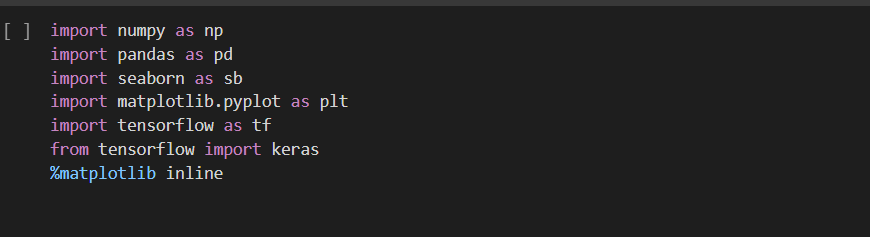 [ ] import numpy as np
import pandas as pd
import seaborn as sb
import matplotlib.pyplot as plt
import tensorflow as tf
from tensorflow import keras
%matplotlib inline